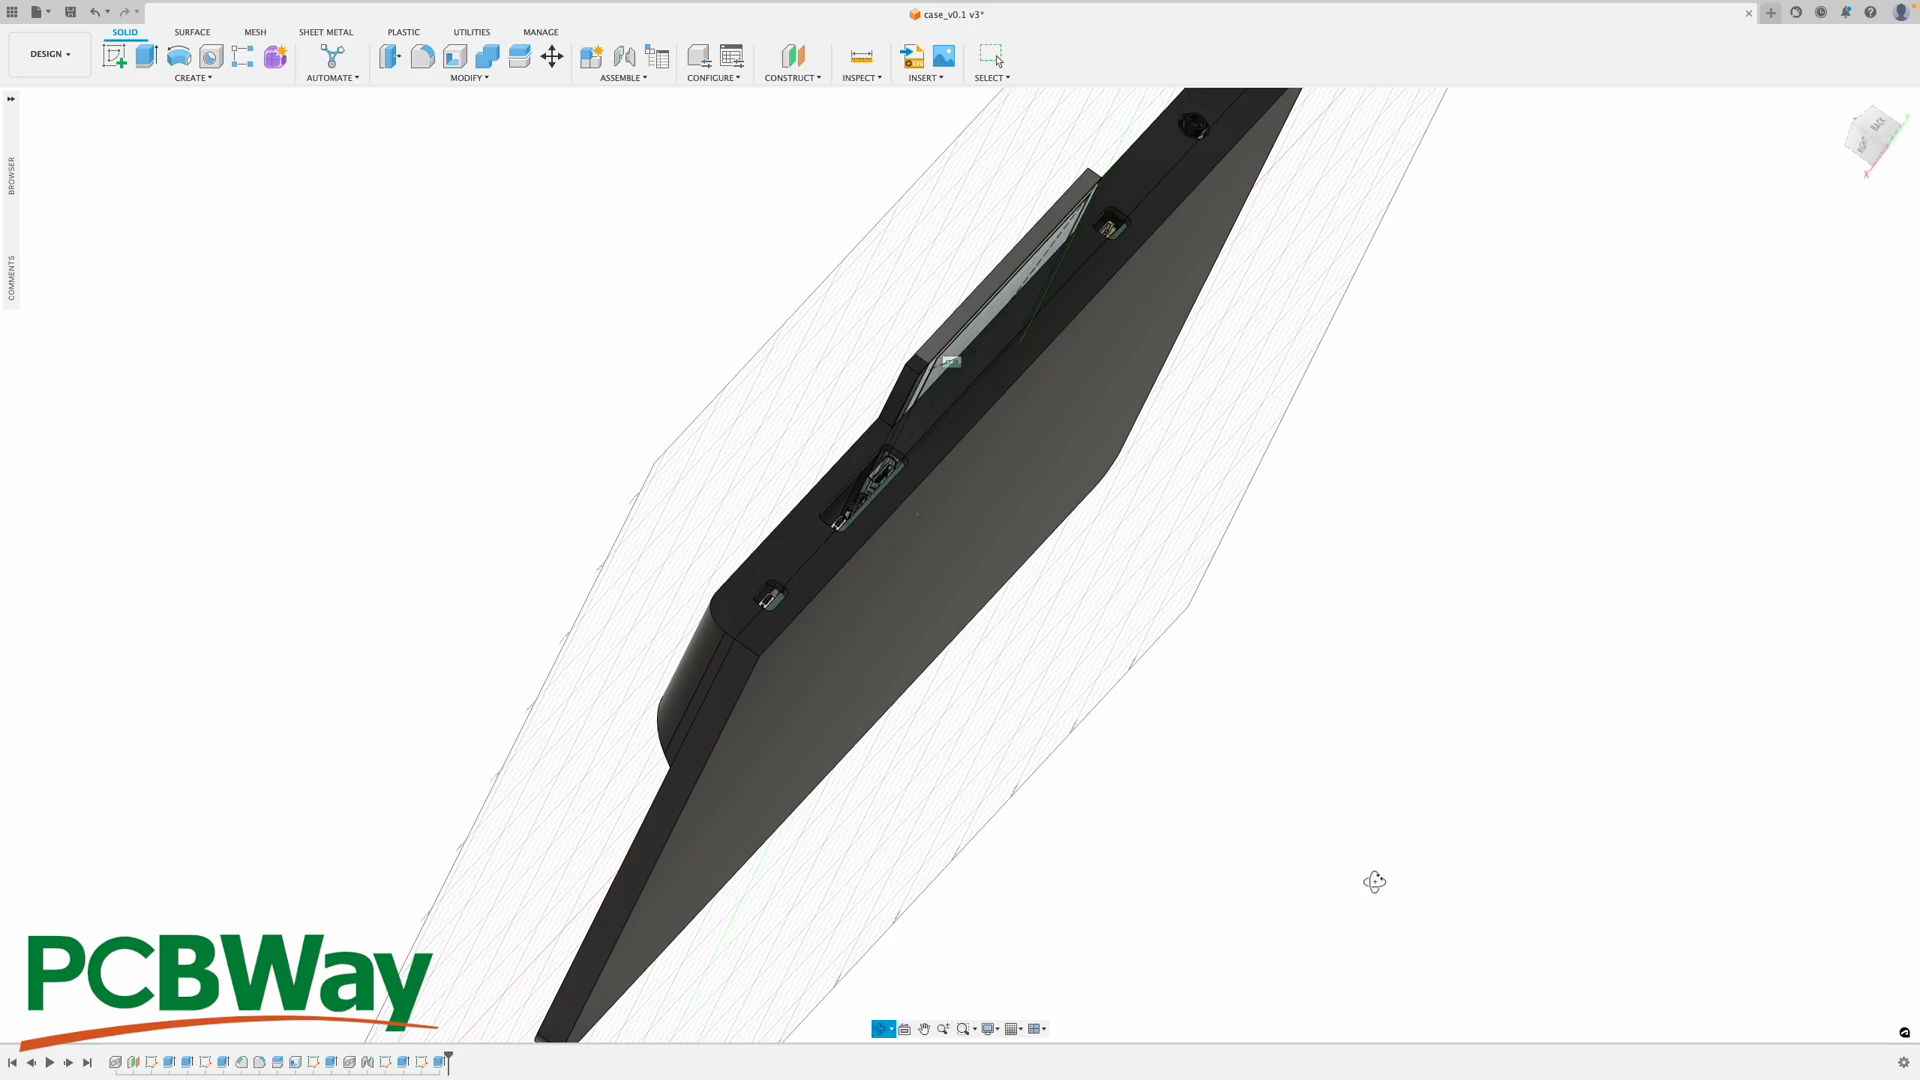 case_v0.1 v3*
SOLID SURFACE MESH SHEET METAL PLASTIC UTILITIES MANAGE
DESIGN
CREATE AUTOMATE MODIFY ASSEMBLE CONFIGURE CONSTRUCT INSPECT INSERT SELECT
BROWSER
COMMENTS
BACK
X
PCBWay